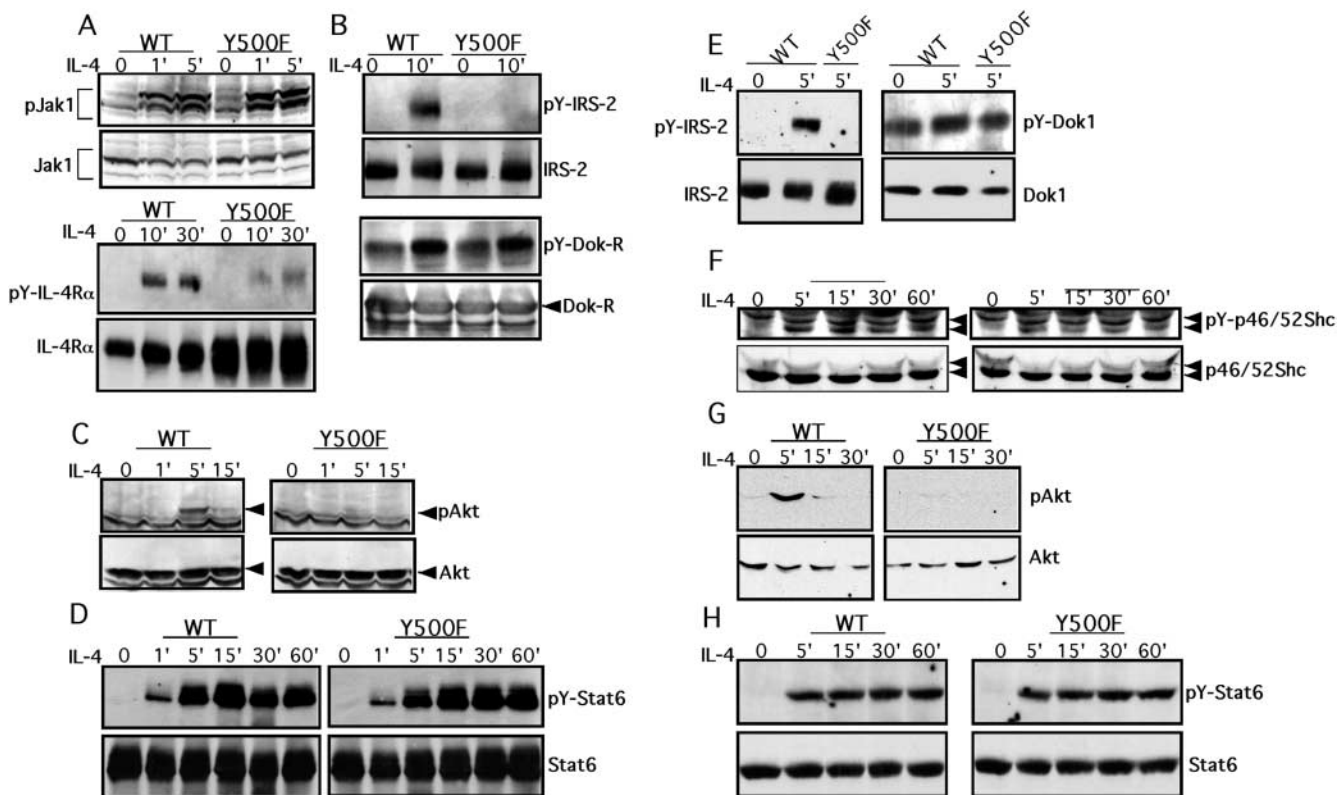 A
WT Y500F
IL-4 0 1' 5' 0 1' 5'
pJak1
Jak1
WT Y500F
IL-4 0 10' 30' 0 10' 30'
pY-IL-4Rα
IL-4Rα
B
WT Y500F
IL-4 0 10' 0 10'
pY-IRS-2
IRS-2
pY-Dok-R
Dok-R
C
WT Y500F
IL-4 0 1' 5' 15' 0 1' 5' 15'
pAkt
Akt
D
WT Y500F
IL-4 0 1' 5' 15' 30' 60' 0 1' 5' 15' 30' 60'
pY-Stat6
Stat6
E
WT Y500F WT Y500F
IL-4 0 5' 5' 0 5' 5'
pY-IRS-2 pY-Dok1
IRS-2 Dok1
F
IL-4 0 5' 15' 30' 60' 0 5' 15' 30' 60'
pY-p46/52Shc
p46/52Shc
G
WT Y500F
IL-4 0 5' 15' 30' 0 5' 15' 30'
pAkt
Akt
H
WT Y500F
IL-4 0 5' 15' 30' 60' 0 5' 15' 30' 60'
pY-Stat6
Stat6